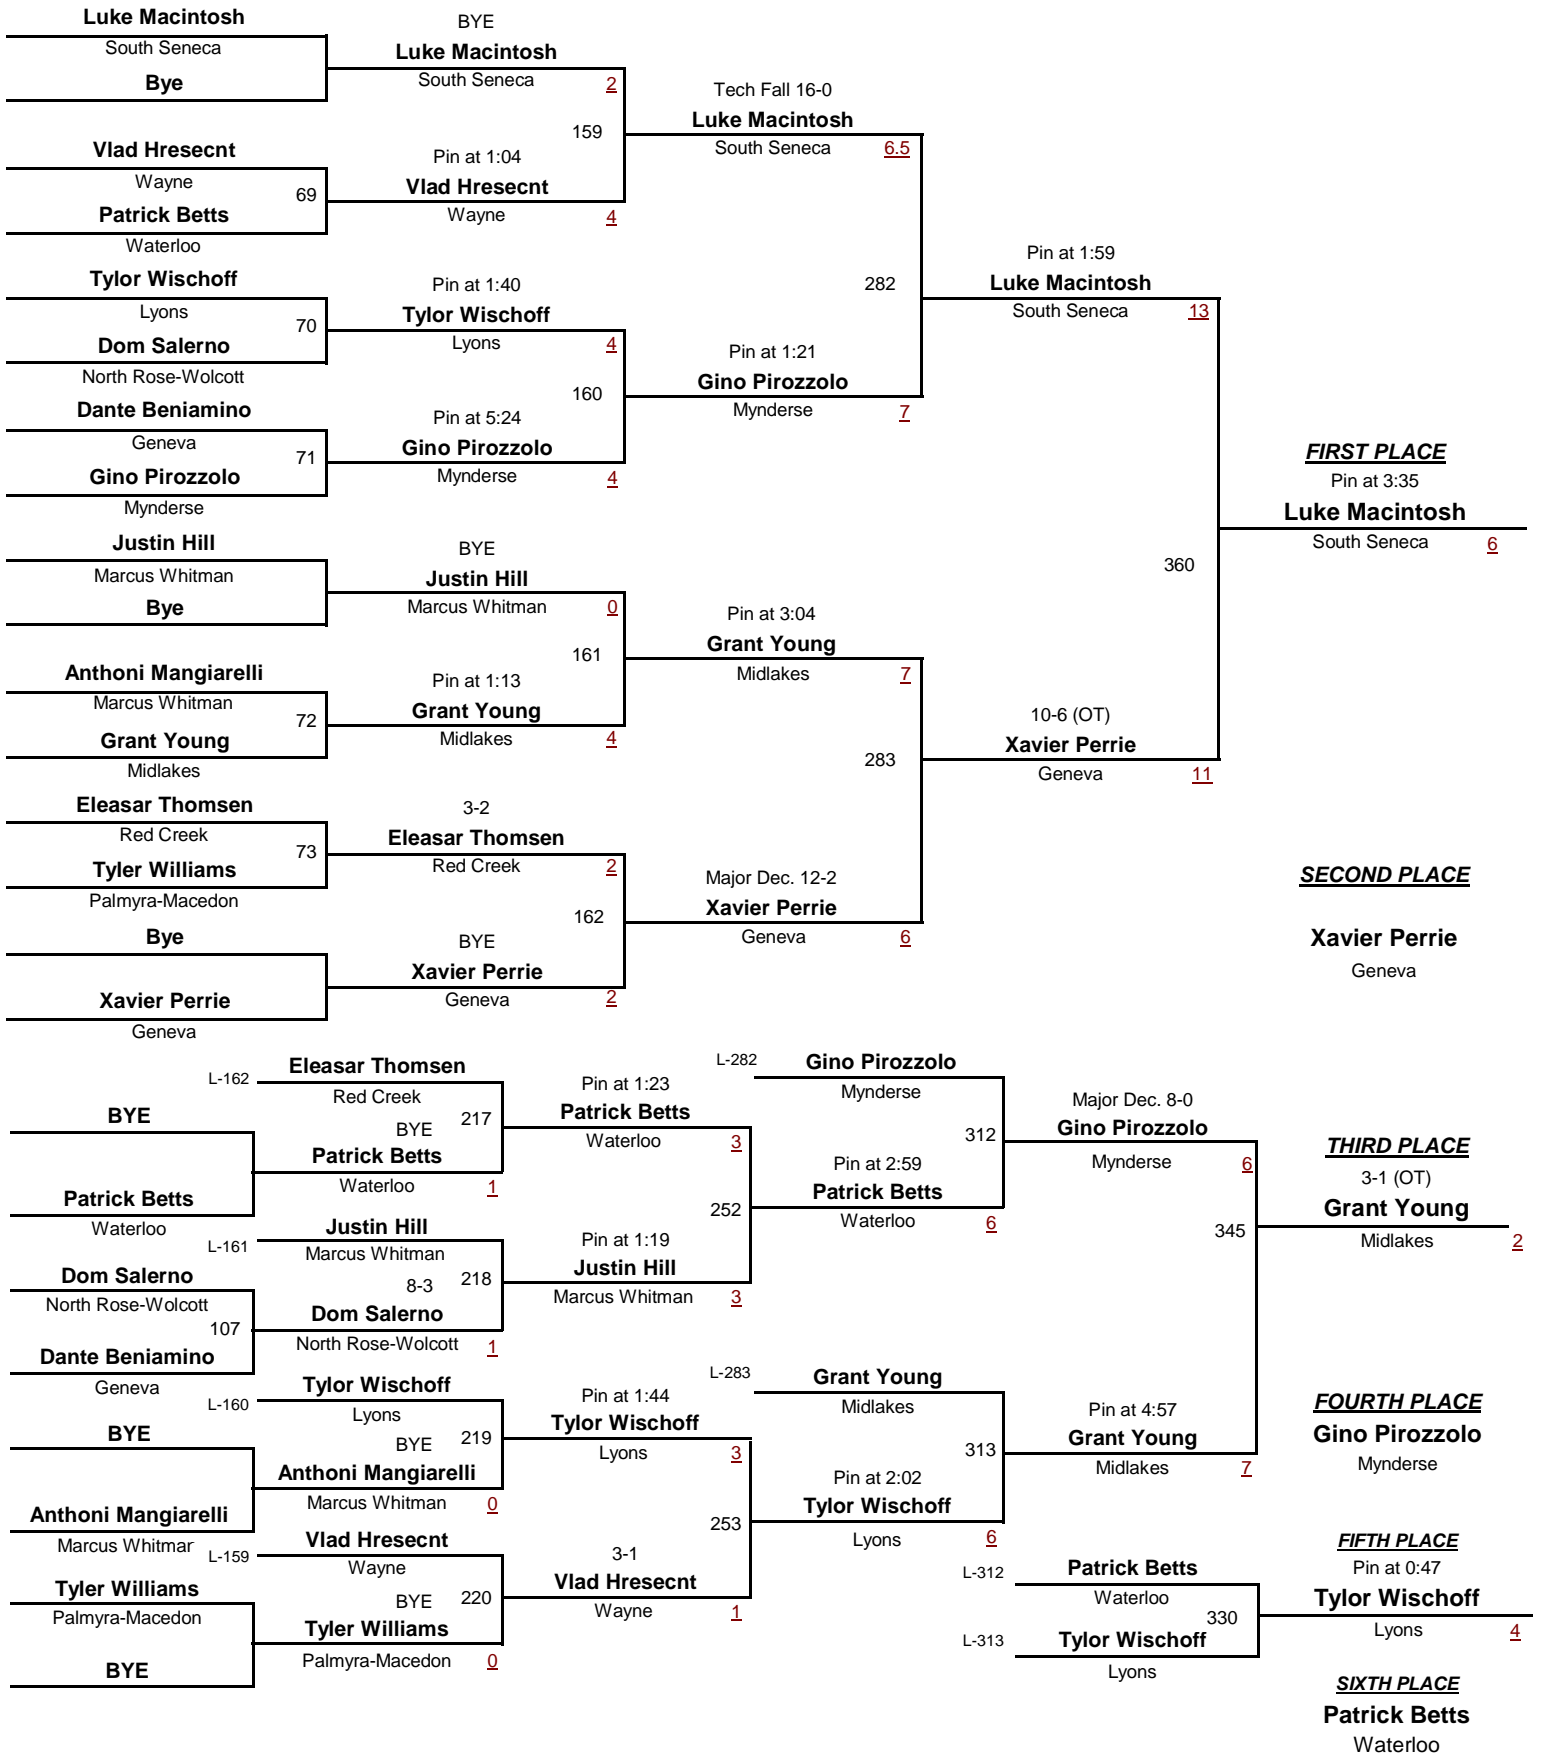 Luke Macintosh
South Seneca
Bye
Vlad Hresecnt
Wayne
69
Patrick Betts
Waterloo
Tylor Wischoff
Lyons
70
Dom Salerno
North Rose-Wolcott
Dante Beniamino
Geneva
71
Gino Pirozzolo
Mynderse
Justin Hill
Marcus Whitman
Bye
Anthoni Mangiarelli
Marcus Whitman
72
Grant Young
Midlakes
Eleasar Thomsen
Red Creek
73
Tyler Williams
Palmyra-Macedon
Bye
Xavier Perrie
Geneva
BYE
Luke Macintosh
South Seneca 2
159
Pin at 1:04
Vlad Hresecnt
Wayne 4
Pin at 1:40
Tylor Wischoff
Lyons 4
160
Pin at 5:24
Gino Pirozzolo
Mynderse 4
BYE
Justin Hill
Marcus Whitman 0
161
Pin at 1:13
Grant Young
Midlakes 4
3-2
Eleasar Thomsen
Red Creek 2
162
BYE
Xavier Perrie
Geneva 2
Tech Fall 16-0
Luke Macintosh
South Seneca 6.5
282
Pin at 1:21
Gino Pirozzolo
Mynderse 7
Pin at 3:04
Grant Young
Midlakes 7
283
Major Dec. 12-2
Xavier Perrie
Geneva 6
Pin at 1:59
Luke Macintosh
South Seneca 13
360
10-6 (OT)
Xavier Perrie
Geneva 11
FIRST PLACE
Pin at 3:35
Luke Macintosh
South Seneca 6
SECOND PLACE
Xavier Perrie
Geneva
BYE
Patrick Betts
Waterloo
Dom Salerno
North Rose-Wolcott
107
Dante Beniamino
Geneva
BYE
Anthoni Mangiarelli
Marcus Whitmar
Tyler Williams
Palmyra-Macedon
BYE
L-162 Eleasar Thomsen
Red Creek
BYE 217
Patrick Betts
Waterloo 1
L-161 Justin Hill
Marcus Whitman
8-3 218
Dom Salerno
North Rose-Wolcott 1
L-160 Tylor Wischoff
Lyons
BYE 219
Anthoni Mangiarelli
Marcus Whitman 0
L-159 Vlad Hresecnt
Wayne
BYE 220
Tyler Williams
Palmyra-Macedon 0
Pin at 1:23
Patrick Betts
Waterloo 3
252
Pin at 1:19
Justin Hill
Marcus Whitman 3
Pin at 1:44
Tylor Wischoff
Lyons 3
253
3-1
Vlad Hresecnt
Wayne 1
L-282 Gino Pirozzolo
Mynderse
312
Pin at 2:59
Patrick Betts
Waterloo 6
L-283 Grant Young
Midlakes
313
Pin at 2:02
Tylor Wischoff
Lyons 6
Major Dec. 8-0
Gino Pirozzolo
Mynderse 6
345
Pin at 4:57
Grant Young
Midlakes 7
L-312 Patrick Betts
Waterloo
330
L-313 Tylor Wischoff
Lyons
THIRD PLACE
3-1 (OT)
Grant Young
Midlakes 2
FOURTH PLACE
Gino Pirozzolo
Mynderse
FIFTH PLACE
Pin at 0:47
Tylor Wischoff
Lyons 4
SIXTH PLACE
Patrick Betts
Waterloo